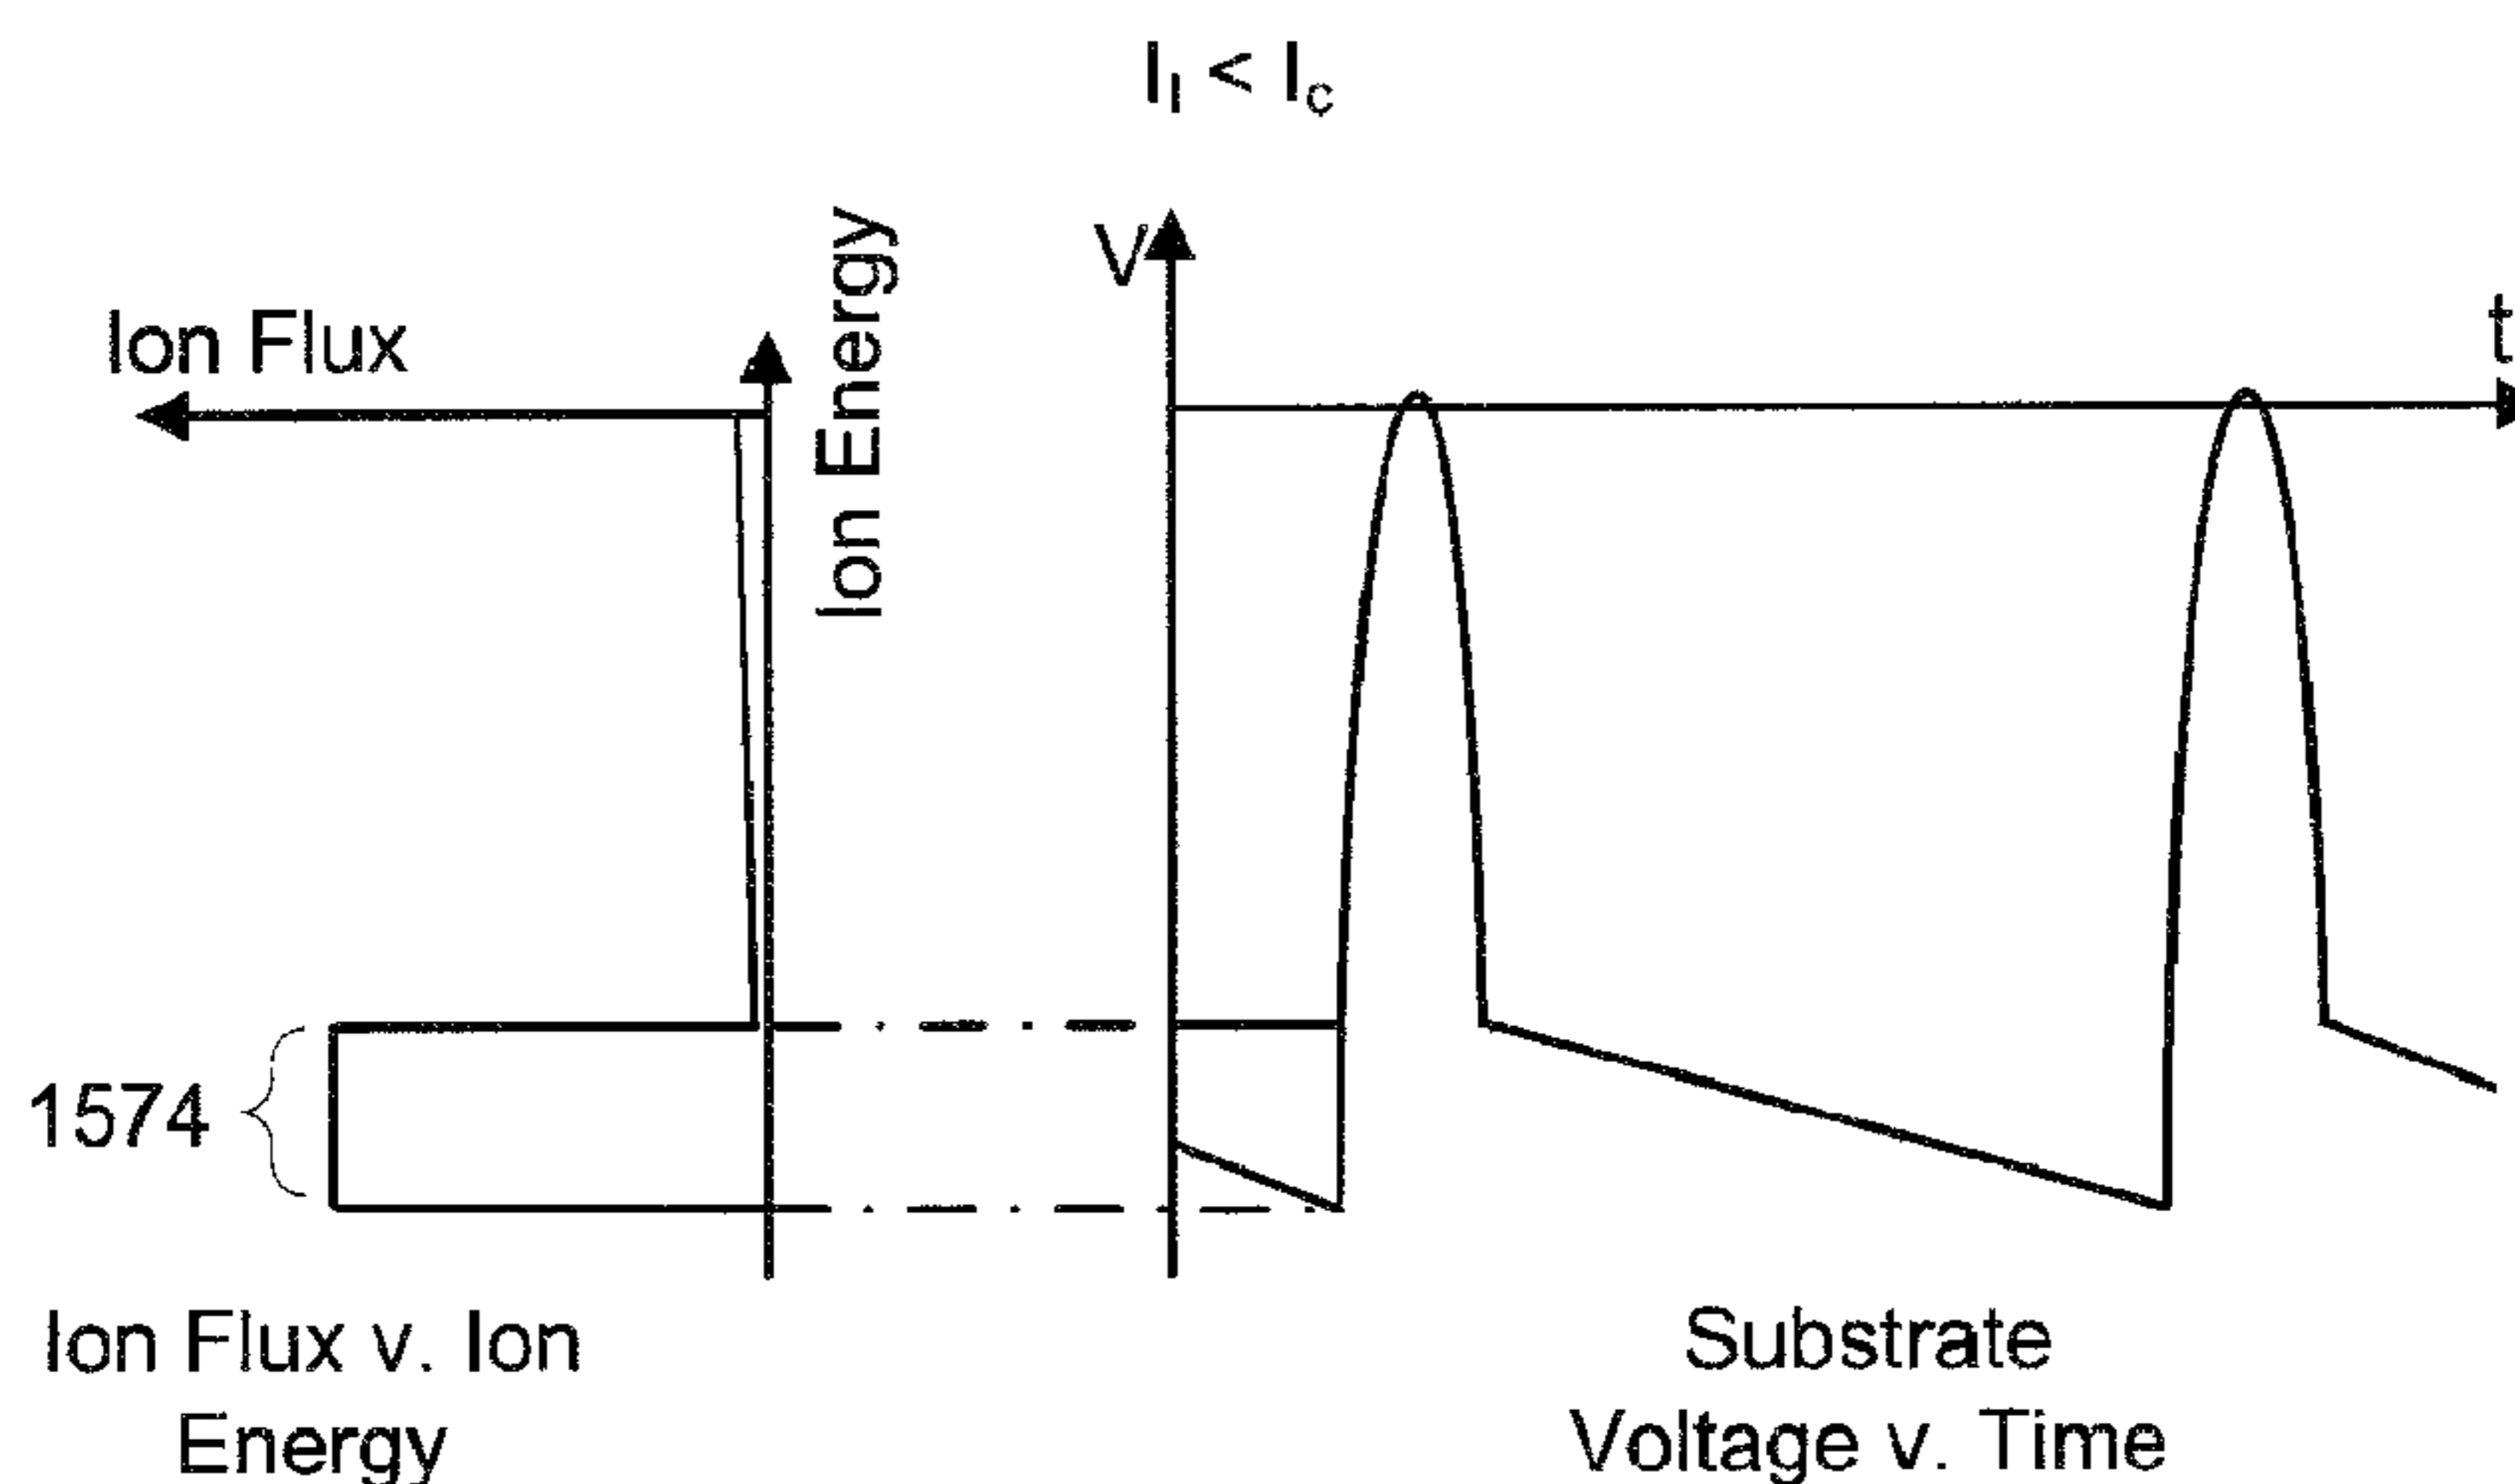 I_I < I_c
Ion Energy
V
t
Ion Flux
1574
Ion Flux v. Ion
Energy
Substrate
Voltage v. Time